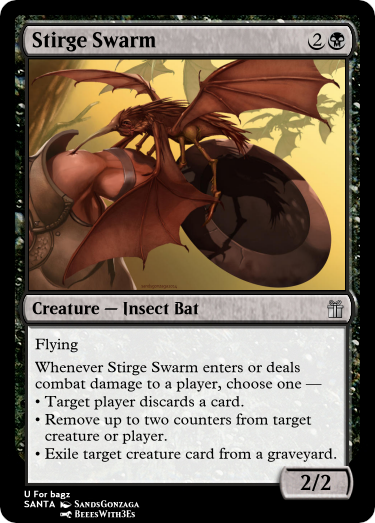 Stirge Swarm 2
Creature — Insect Bat
Flying
Whenever Stirge Swarm enters or deals
combat damage to a player, choose one —
• Target player discards a card.
• Remove up to two counters from target
creature or player.
• Exile target creature card from a graveyard.
2/2
U For bagz
SANTA SandsGonzaga
BeeesWith3Es